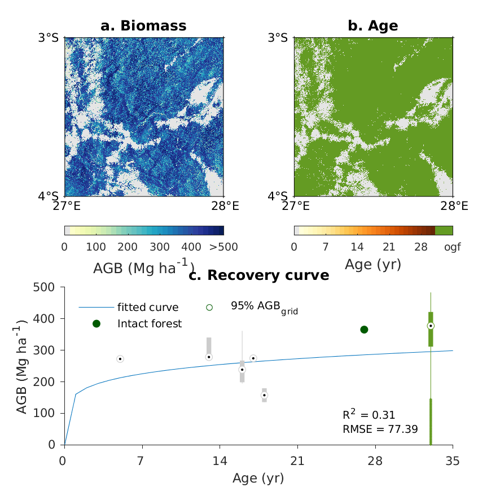 a. Biomass
b. Age
3°S
3°S
4°S
4°S
27°E
28°E
27°E
28°E
0 100 200 300 400 >500
0 7 14 21 28 ogf
AGB (Mg ha⁻¹)
Age (yr)
c. Recovery curve
500
400
300
200
100
0
AGB (Mg ha⁻¹)
fitted curve
95% AGB_grid
Intact forest
R² = 0.31
RMSE = 77.39
0 7 14 21 28 35
Age (yr)